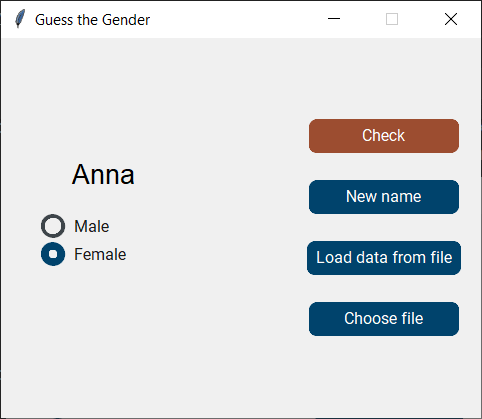 Guess the Gender
Check
Anna
New name
Male
Female
Load data from file
Choose file